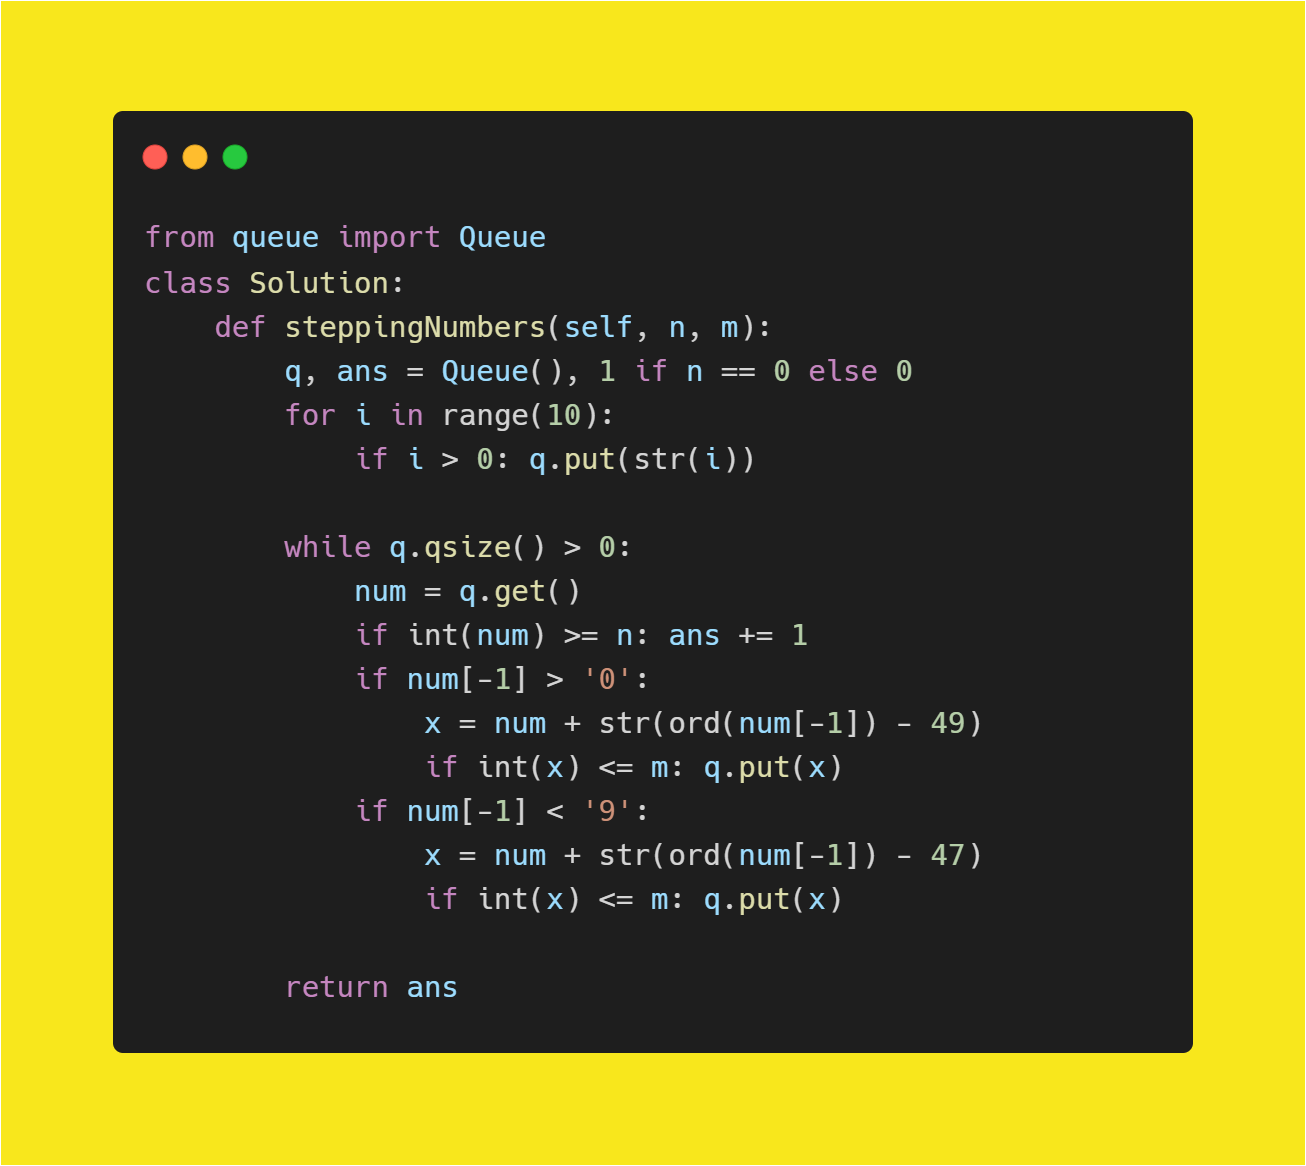 from queue import Queue
class Solution:
    def steppingNumbers(self, n, m):
        q, ans = Queue(), 1 if n == 0 else 0
        for i in range(10):
            if i > 0: q.put(str(i))

        while q.qsize() > 0:
            num = q.get()
            if int(num) >= n: ans += 1
            if num[-1] > '0':
                x = num + str(ord(num[-1]) - 49)
                if int(x) <= m: q.put(x)
            if num[-1] < '9':
                x = num + str(ord(num[-1]) - 47)
                if int(x) <= m: q.put(x)

        return ans